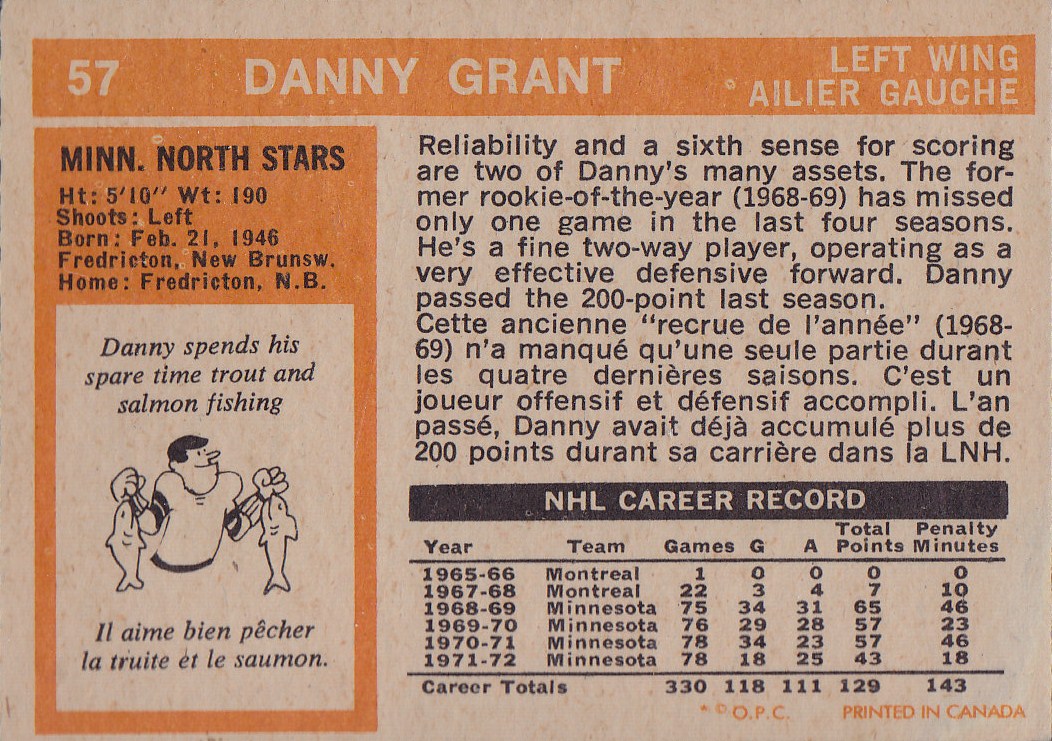 57 DANNY GRANT LEFT WING
AILIER GAUCHE
MINN. NORTH STARS
Ht: 5'10'' Wt: 190
Shoots: Left
Born: Feb. 21, 1946
Fredricton, New Brunsw.
Home: Fredricton, N.B.
Danny spends his
spare time trout and
salmon fishing
Il aime bien pêcher
la truite et le saumon.
Reliability and a sixth sense for scoring
are two of Danny's many assets. The for-
mer rookie-of-the-year (1968-69) has missed
only one game in the last four seasons.
He's a fine two-way player, operating as a
very effective defensive forward. Danny
passed the 200-point last season.
Cette ancienne "recrue de l'année" (1968-
69) n'a manqué qu'une seule partie durant
les quatre dernières saisons. C'est un
joueur offensif et défensif accompli. L'an
passé, Danny avait déjà accumulé plus de
200 points durant sa carrière dans la LNH.
NHL CAREER RECORD
Year Team Games G A Total Points Penalty Minutes
1965-66 Montreal 1 0 0 0 0
1967-68 Montreal 22 3 4 7 10
1968-69 Minnesota 75 34 31 65 46
1969-70 Minnesota 76 29 28 57 23
1970-71 Minnesota 78 34 23 57 46
1971-72 Minnesota 78 18 25 43 18
Career Totals 330 118 111 129 143
* © O.P.C. PRINTED IN CANADA